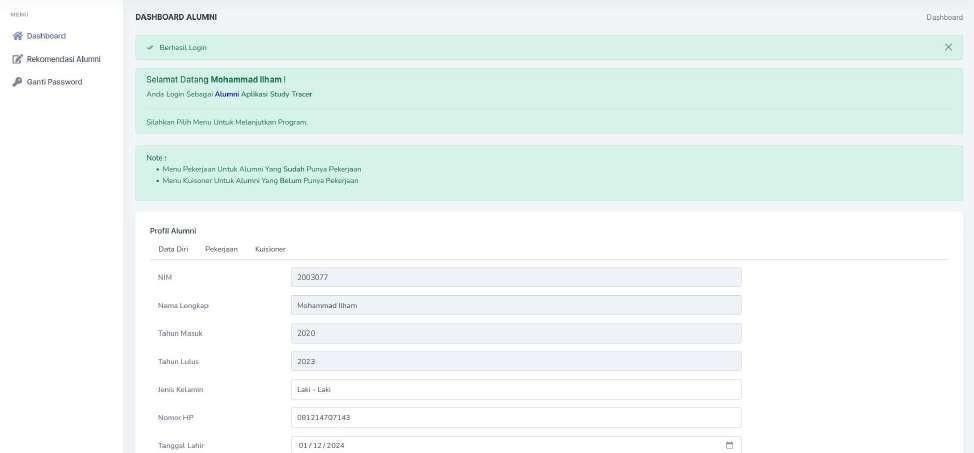 MENU
Dashboard
Rekomendasi Alumni
Ganti Password
DASHBOARD ALUMNI
Dashboard
Berhasil Login
Selamat Datang Mohammad Ilham !
Anda Login Sebagai Alumni Aplikasi Study Tracer
Silahkan Pilih Menu Untuk Melanjutkan Program.
Note :
• Menu Pekerjaan Untuk Alumni Yang Sudah Punya Pekerjaan
• Menu Kuisoner Untuk Alumni Yang Belum Punya Pekerjaan
Profil Alumni
Data Diri Pekerjaan Kuisioner
NIM 2003077
Nama Lengkap Mohammad Ilham
Tahun Masuk 2020
Tahun Lulus 2023
Jenis Kelamin Laki - Laki
Nomor HP 081214707143
Tanggal Lahir 01/12/2024